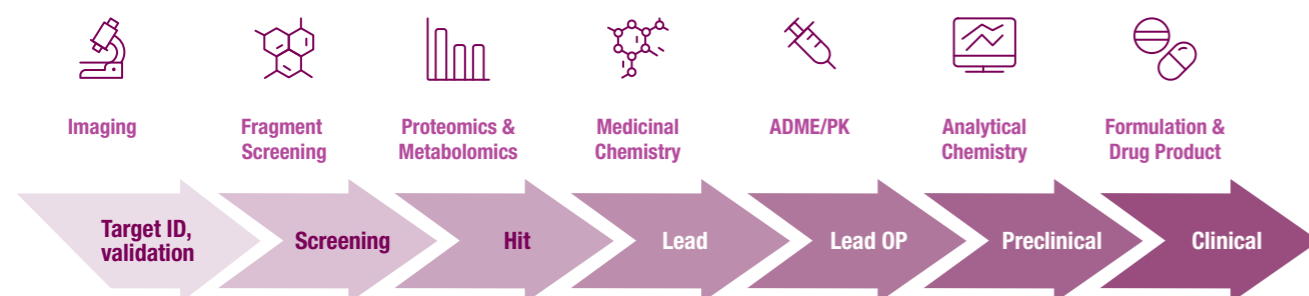 Imaging
Fragment
Screening
Proteomics &
Metabolomics
Medicinal
Chemistry
ADME/PK
Analytical
Chemistry
Formulation &
Drug Product
Target ID,
validation
Screening
Hit
Lead
Lead OP
Preclinical
Clinical